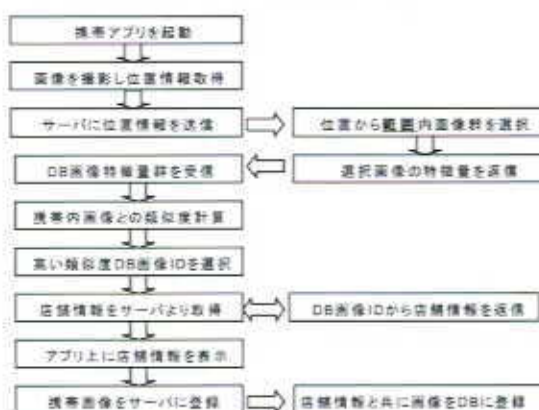 携帯アプリを起動
画像を撮影し位置情報取得
サーバに位置情報を送信
位置から範囲内画像群を選択
DB画像特徴量群を受信
選択画像の特徴量を返信
携帯内画像との類似度計算
高い類似度DB画像IDを選択
店舗情報をサーバより取得
DB画像IDから店舗情報を返信
アプリ上に店舗情報を表示
携帯画像をサーバに登録
店舗情報と共に画像をDBに登録